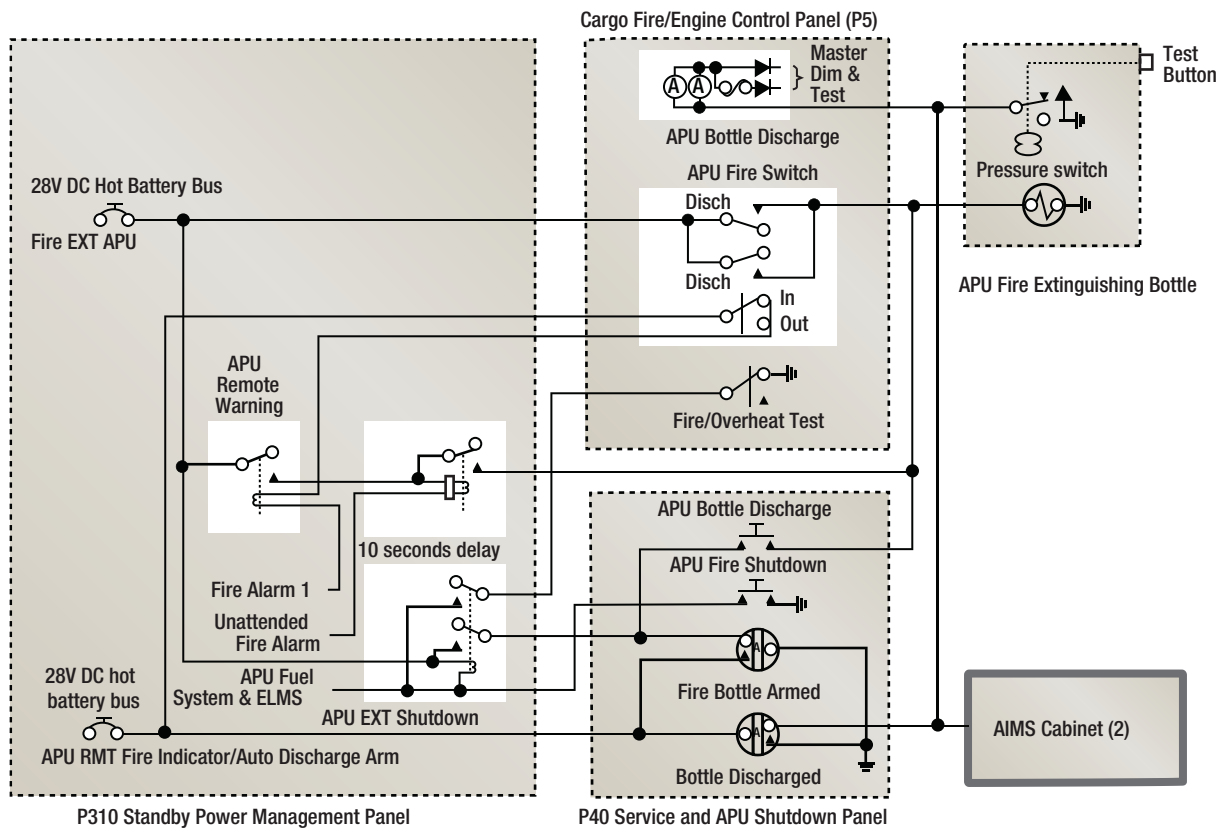 Cargo Fire/Engine Control Panel (P5)
Master
Dim &
Test
A A
Test
Button
APU Bottle Discharge
Pressure switch
APU Fire Switch
28V DC Hot Battery Bus
Disch
Fire EXT APU
Disch
APU Fire Extinguishing Bottle
In
Out
APU
Remote
Warning
Fire/Overheat Test
APU Bottle Discharge
10 seconds delay
APU Fire Shutdown
Fire Alarm 1
Unattended
Fire Alarm
APU Fuel
System & ELMS
A
28V DC hot
battery bus
Fire Bottle Armed
APU EXT Shutdown
A
AIMS Cabinet (2)
APU RMT Fire Indicator/Auto Discharge Arm
Bottle Discharged
P310 Standby Power Management Panel
P40 Service and APU Shutdown Panel